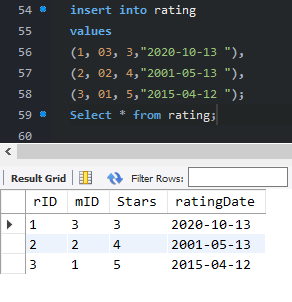 54 insert into rating
55 values
56 (1, 03, 3,"2020-10-13 "),
57 (2, 02, 4,"2001-05-13 "),
58 (3, 01, 5,"2015-04-12 ");
59 Select * from rating;
60
Result Grid Filter Rows:
rID mID Stars ratingDate
1 3 3 2020-10-13
2 2 4 2001-05-13
3 1 5 2015-04-12